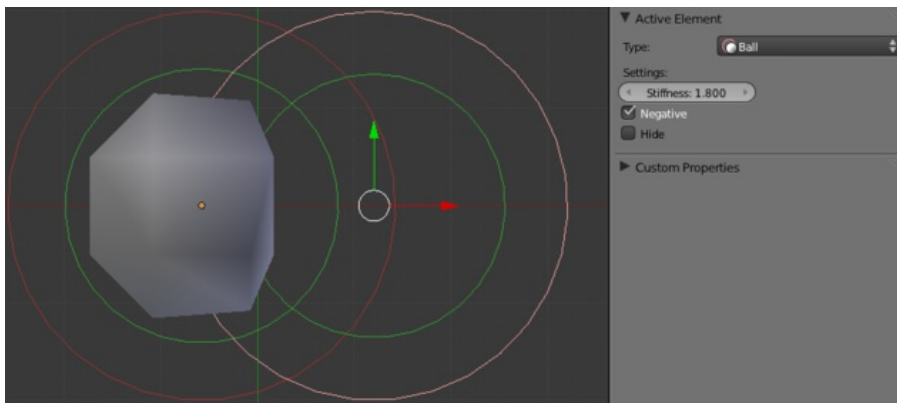 Active Element
Type: Ball
Settings:
Stiffness: 1.800
Negative
Hide
Custom Properties